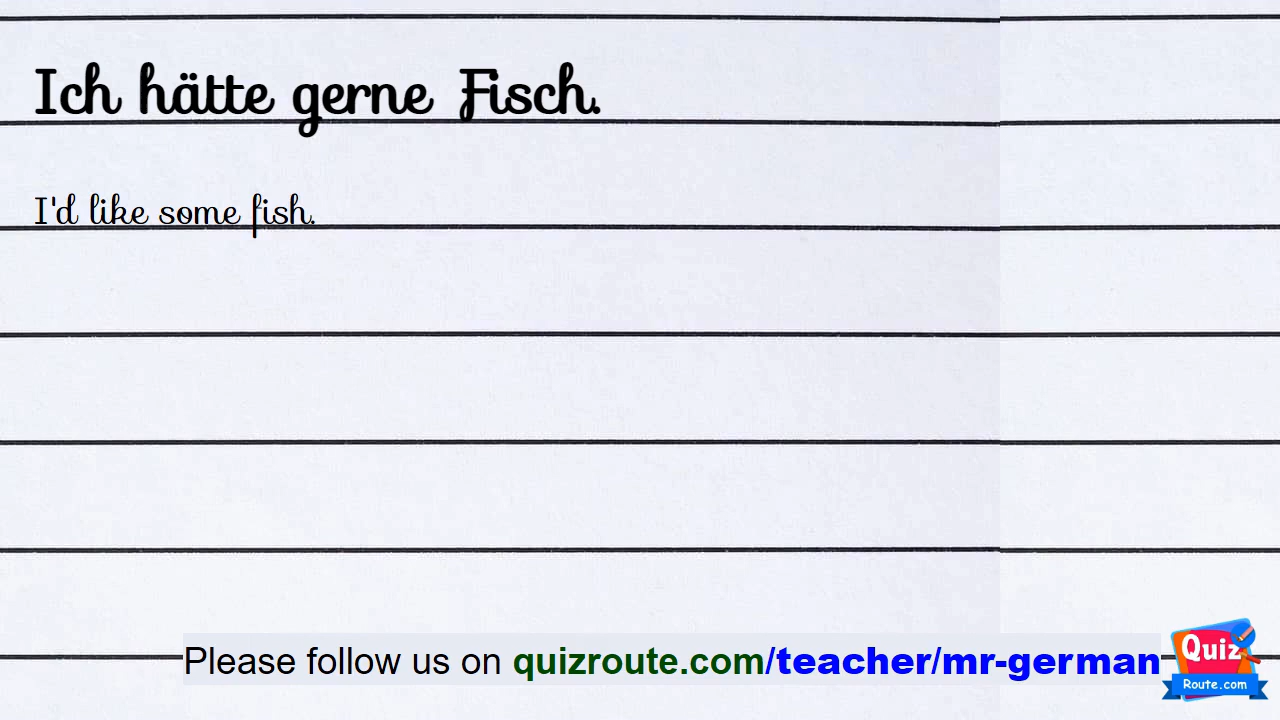 Ich hätte gerne Fisch.
I'd like some fish.
Please follow us on quizroute.com/teacher/mr-german
Quiz
Route.com